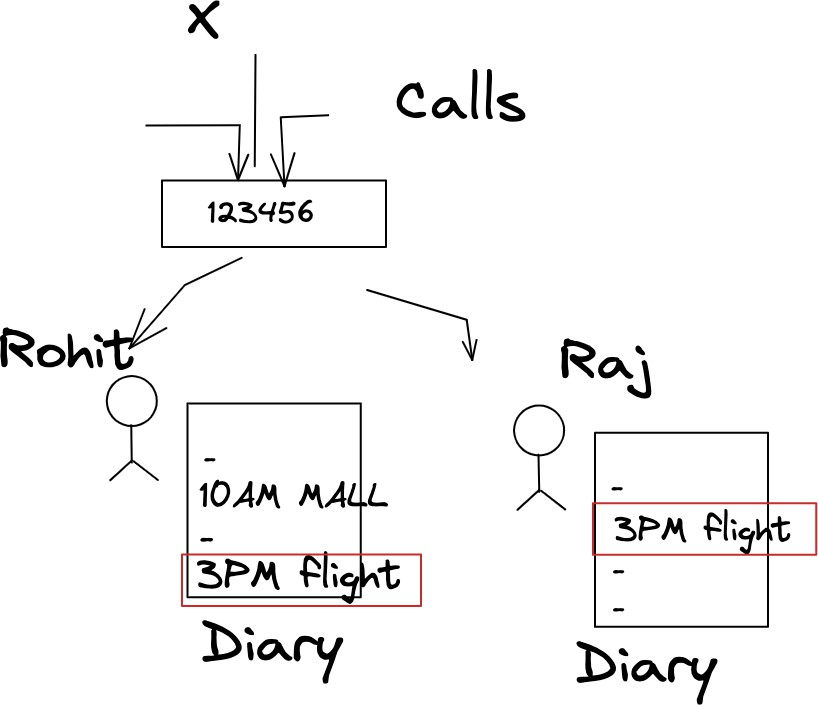 X
Calls
123456
Rohit
Raj
-
10AM MALL
-
3PM flight
Diary
-
3PM flight
-
-
Diary